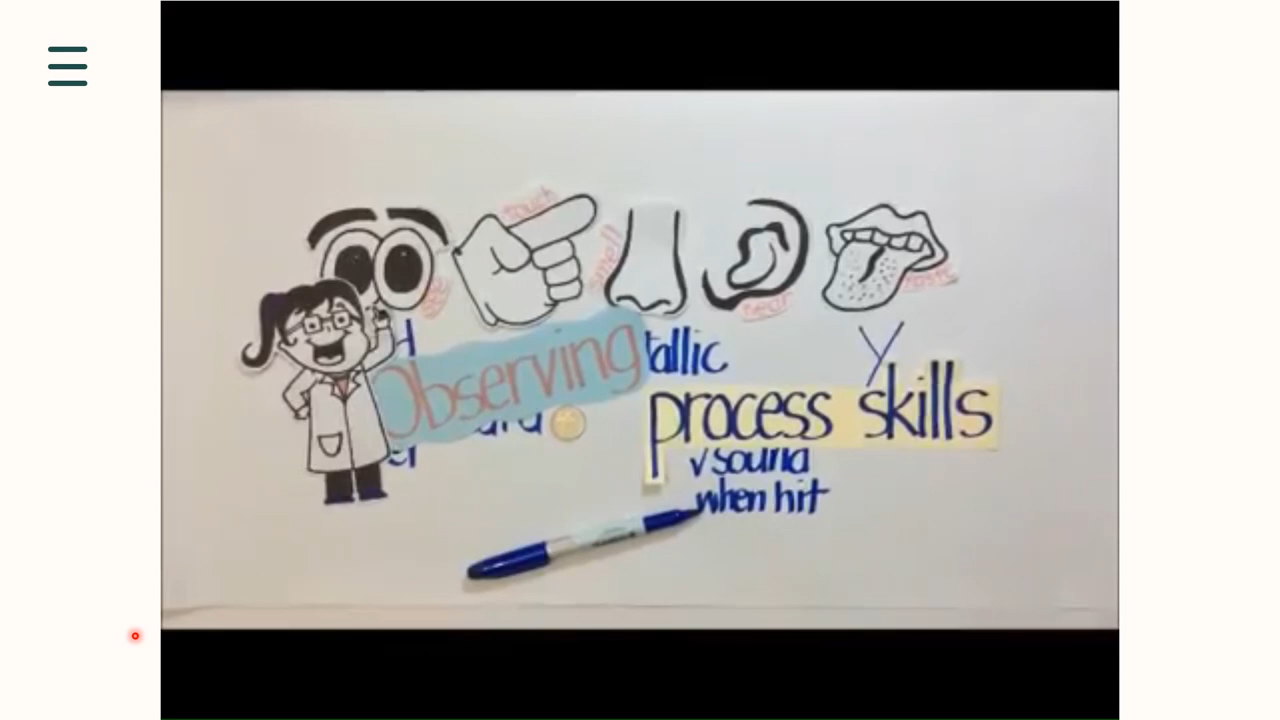 touch
see
smell
hear
taste
Observing
tallic
process skills
sound
when hit